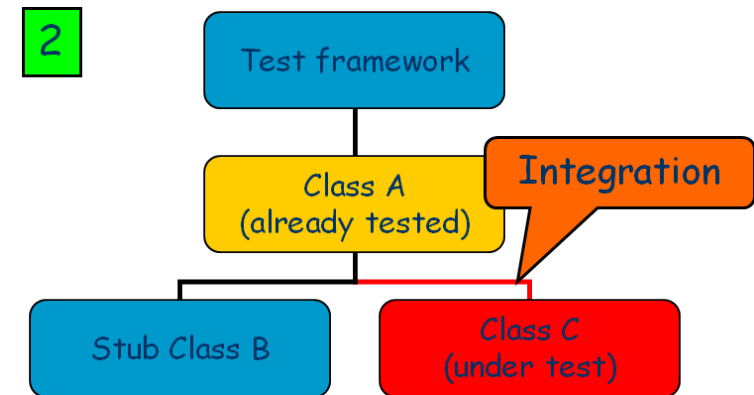 2
Test framework
Class A
(already tested)
Integration
Stub Class B
Class C
(under test)